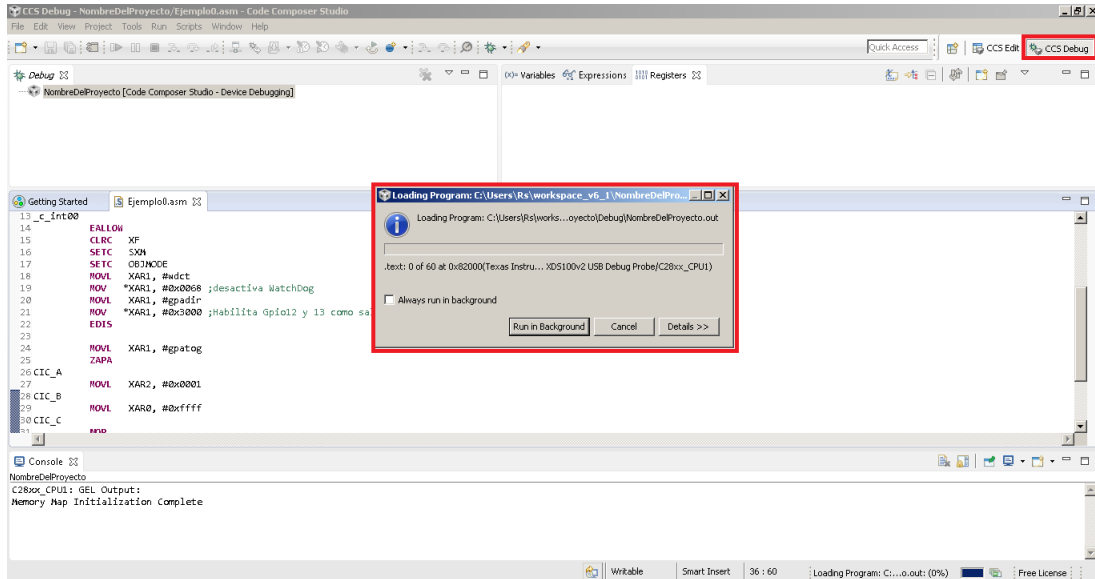 CCS Debug - NombreDelProyecto/Ejemplo0.asm - Code Composer Studio
File Edit View Project Tools Run Scripts Window Help
Quick Access CCS Edit CCS Debug
Debug
(x)= Variables Expressions Registers
NombreDelProyecto [Code Composer Studio - Device Debugging]
Getting Started Ejemplo0.asm
13 _c_int00
14 EALLOW
15 CLRC XF
16 SETC SXM
17 SETC OBJMODE
18 MOVL XAR1, #wdct
19 MOV *XAR1, #0x0068 ;desactiva WatchDog
20 MOVL XAR1, #gpadir
21 MOV *XAR1, #0x3000 ;Habilita Gpio12 y 13 como sa
22 EDIS
23
24 MOVL XAR1, #gpatog
25 ZAPA
26 CIC_A
27 MOVL XAR2, #0x0001
28 CIC_B
29 MOVL XAR0, #0xffff
30 CIC_C
31 NOP
Loading Program: C:\Users\Rs\workspace_v6_1\NombreDelPro...
Loading Program: C:\Users\Rs\works...oyecto\Debug\NombreDelProyecto.out
.text: 0 of 60 at 0x82000(Texas Instru... XDS100v2 USB Debug Probe/C28xx_CPU1)
Always run in background
Run in Background Cancel Details >>
Console
NombreDelProyecto
C28xx_CPU1: GEL Output:
Memory Map Initialization Complete
Writable Smart Insert 36 : 60 Loading Program: C:...o.out: (0%) Free License